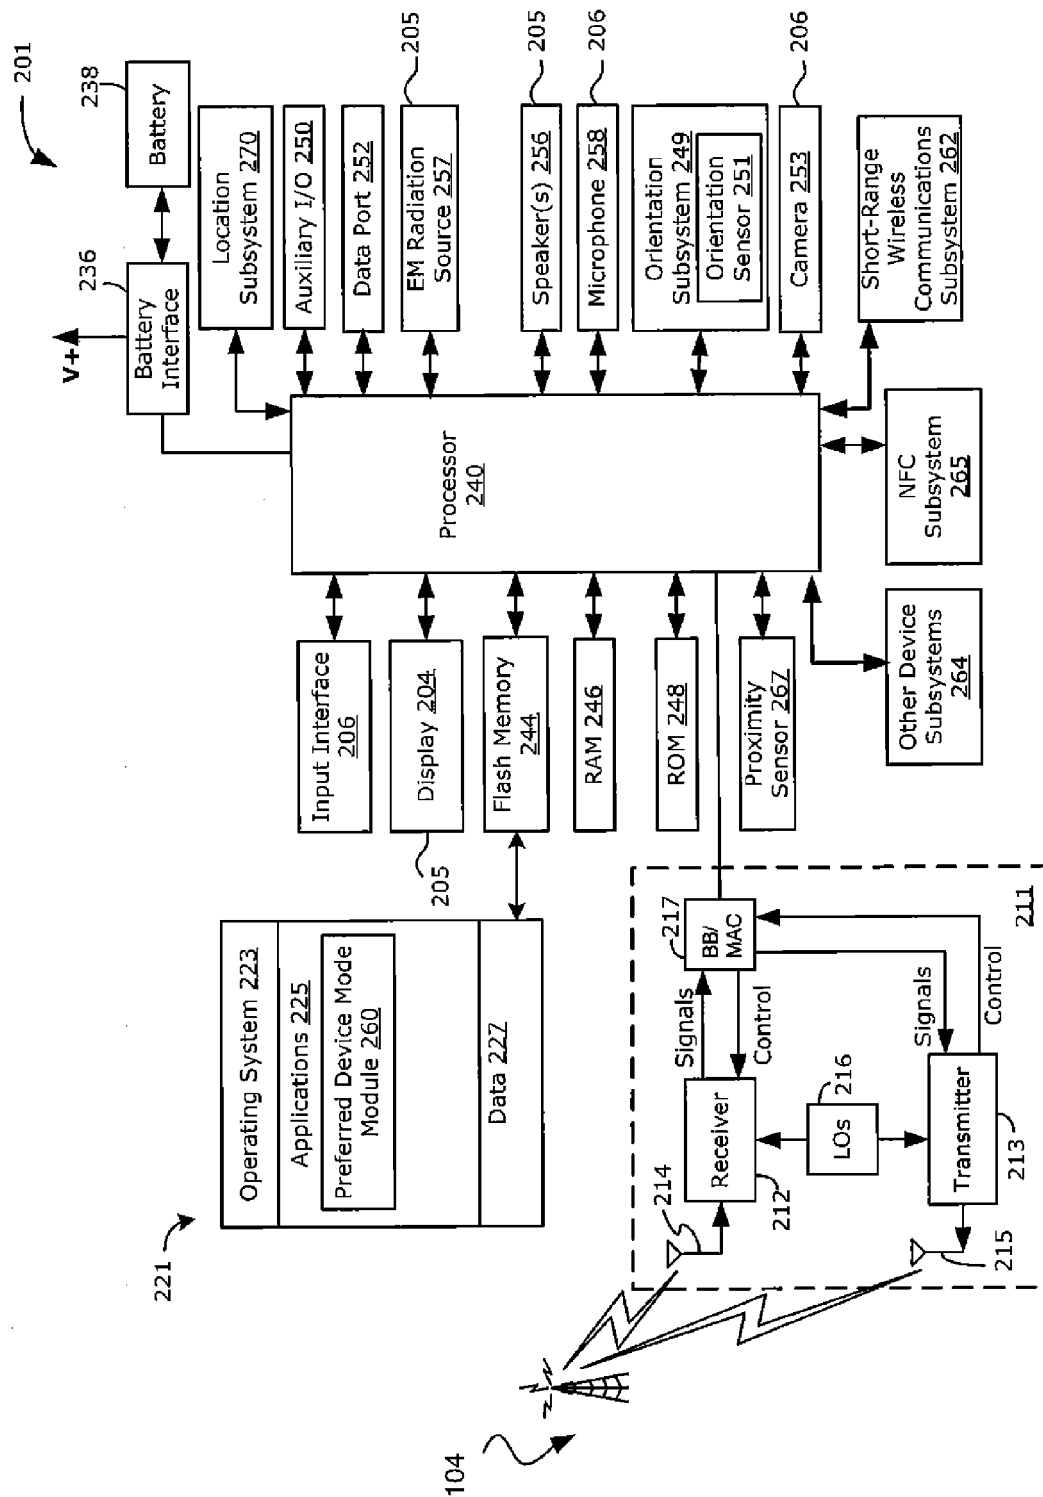 201
238
Battery
236
V+
Battery
Interface
Location
Subsystem 270
Auxiliary I/O 250
Data Port 252
EM Radiation
Source 257
205
Speaker(s) 256
205
Microphone 258
206
Orientation
Subsystem 249
Orientation
Sensor 251
Camera 253
206
Short-Range
Wireless
Communications
Subsystem 262
Processor
240
NFC
Subsystem
265
Input Interface
206
Display 204
205
Flash Memory
244
RAM 246
ROM 248
Proximity
Sensor 267
Other Device
Subsystems
264
221
Operating System 223
Applications 225
Preferred Device Mode
Module 260
Data 227
211
217
BB/
MAC
Signals
Control
Signals
Control
Receiver
212
214
216
LOs
Transmitter
213
215
104